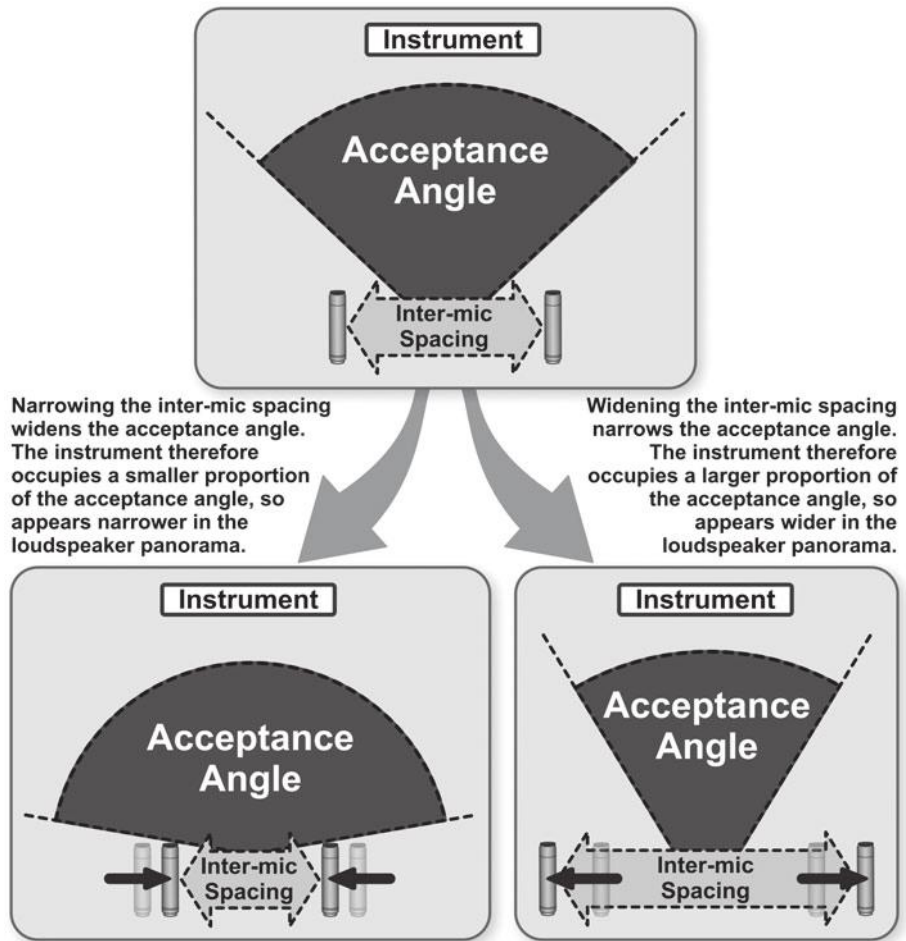 Instrument
Acceptance
Angle
Inter-mic
Spacing
Narrowing the inter-mic spacing
widens the acceptance angle.
The instrument therefore
occupies a smaller proportion
of the acceptance angle, so
appears narrower in the
loudspeaker panorama.
Widening the inter-mic spacing
narrows the acceptance angle.
The instrument therefore
occupies a larger proportion of
the acceptance angle, so
appears wider in the
loudspeaker panorama.
Instrument
Acceptance
Angle
Inter-mic
Spacing
Instrument
Acceptance
Angle
Inter-mic
Spacing